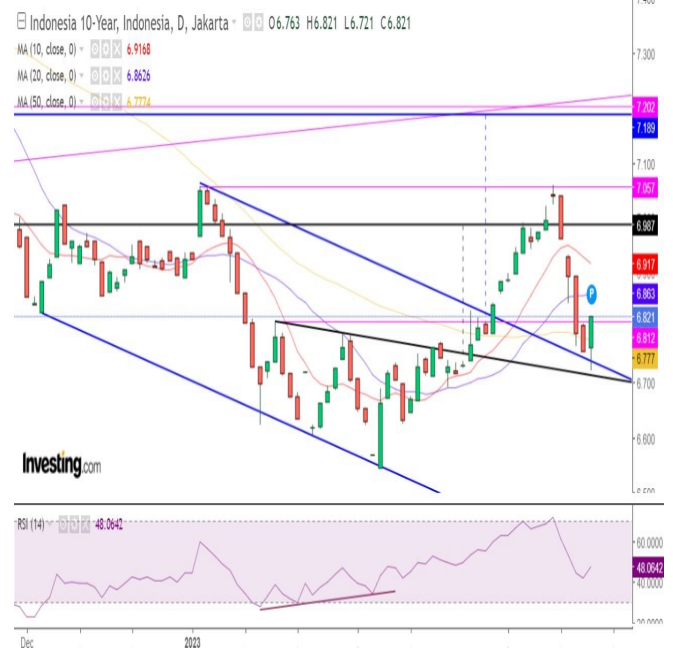 Indonesia 10-Year, Indonesia, D, Jakarta O6.763 H6.821 L6.721 C6.821
MA (10, close, 0) 6.9168
MA (20, close, 0) 6.8626
MA (50, close, 0) 6.7774
7.300
7.202
7.189
7.100
7.057
6.987
6.917
6.863
P
6.821
6.812
6.777
6.700
6.600
Investing.com
RSI (14) 48.0642
60.0000
48.0642
40.0000
Dec 2023